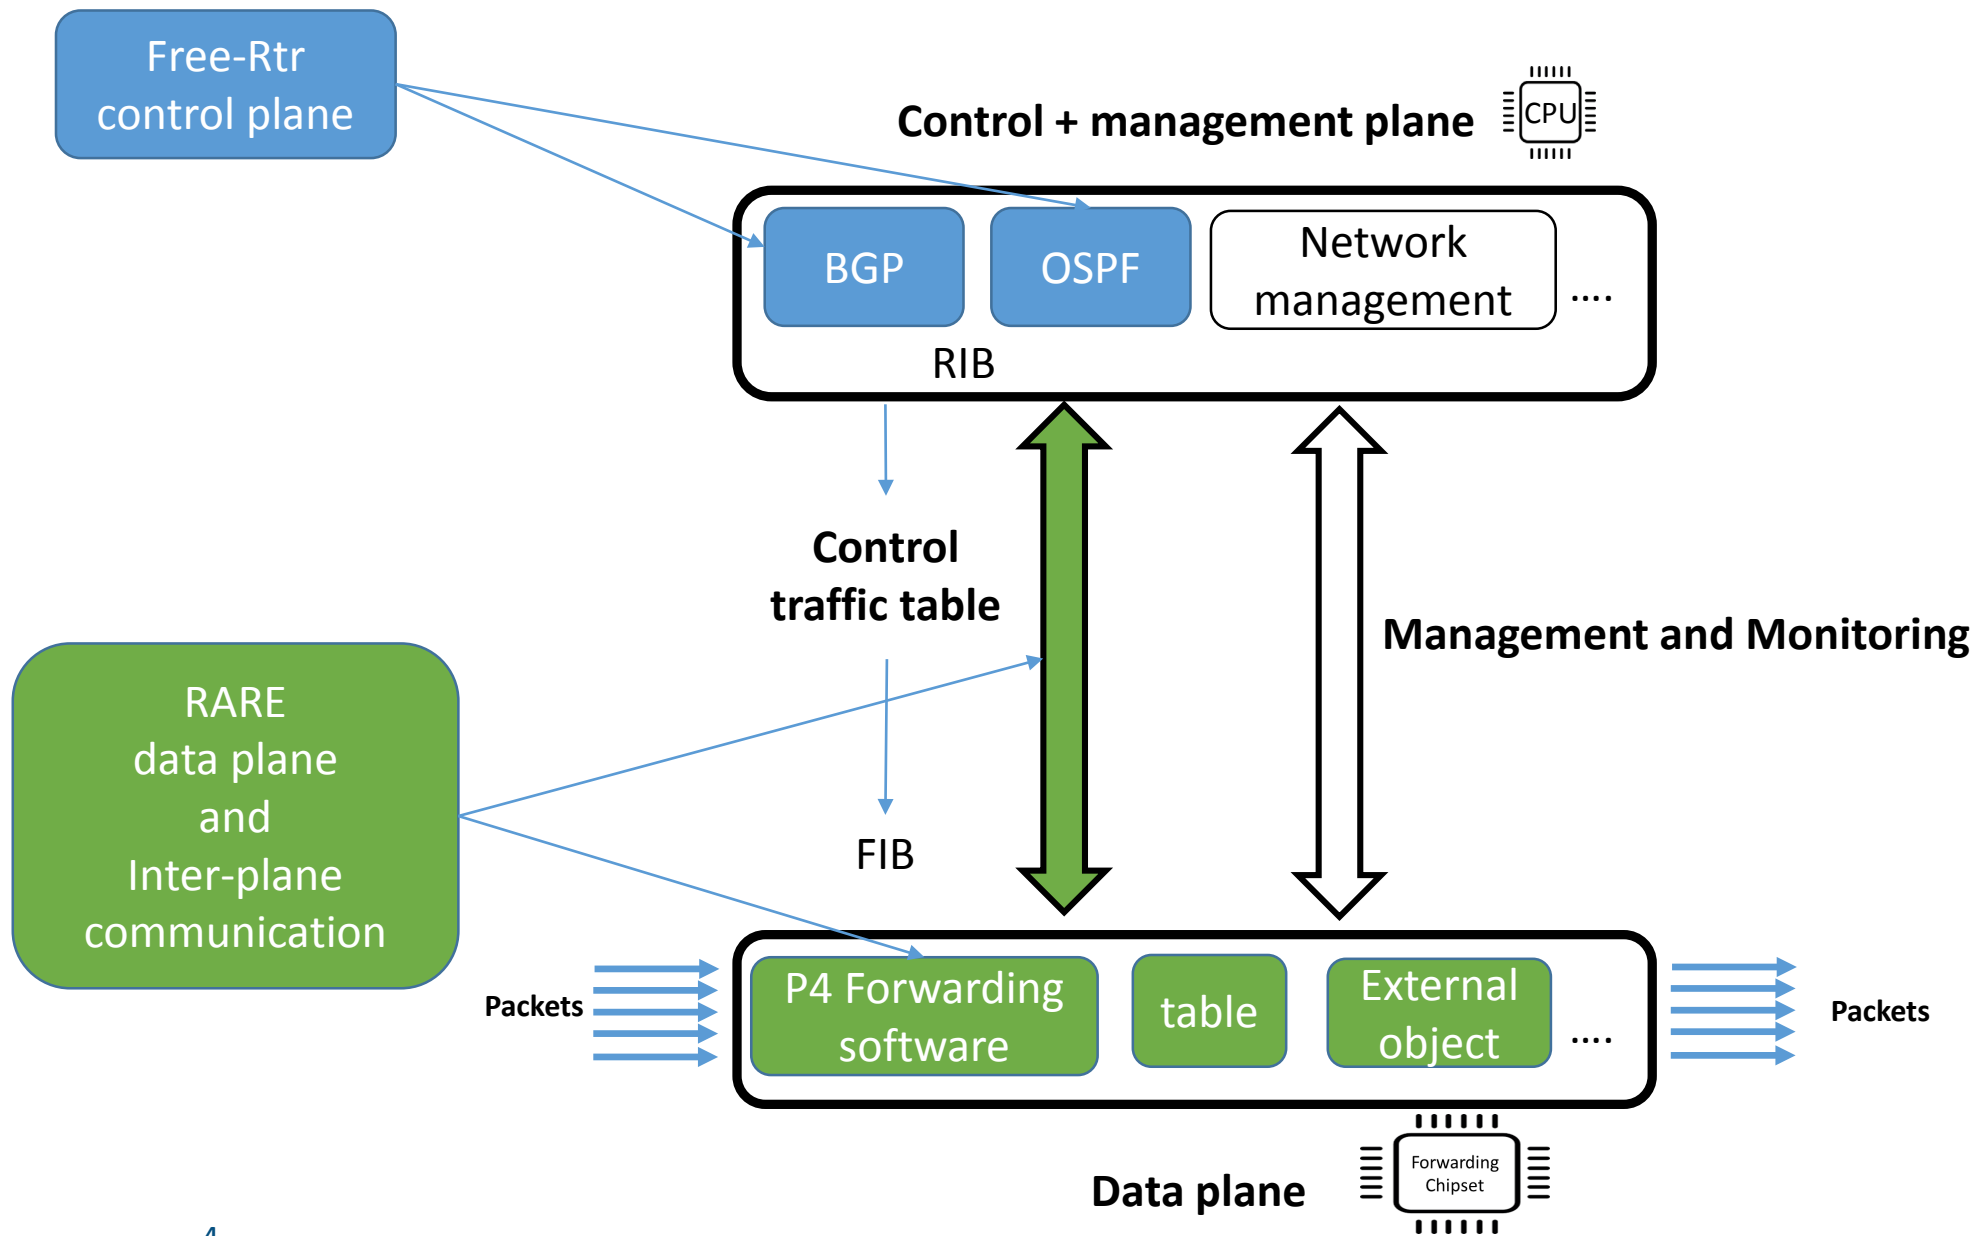 Free-Rtr
control plane
Control + management plane
CPU
BGP
OSPF
Network
management
....
RIB
Control
traffic table
Management and Monitoring
RARE
data plane
and
Inter-plane
communication
FIB
Packets
P4 Forwarding
software
table
External
object
....
Packets
Data plane
Forwarding
Chipset
4